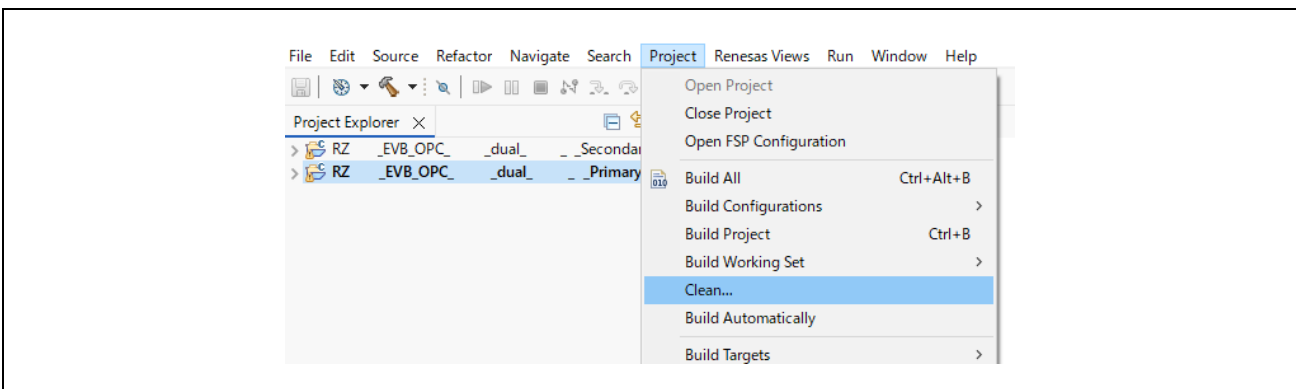 File Edit Source Refactor Navigate Search Project Renesas Views Run Window Help
Project Explorer
RZ _EVB_OPC_ _dual_ _ _Secondar
RZ _EVB_OPC_ _dual_ _ _Primary
Open Project
Close Project
Open FSP Configuration
010 Build All Ctrl+Alt+B
Build Configurations >
Build Project Ctrl+B
Build Working Set >
Clean...
Build Automatically
Build Targets >